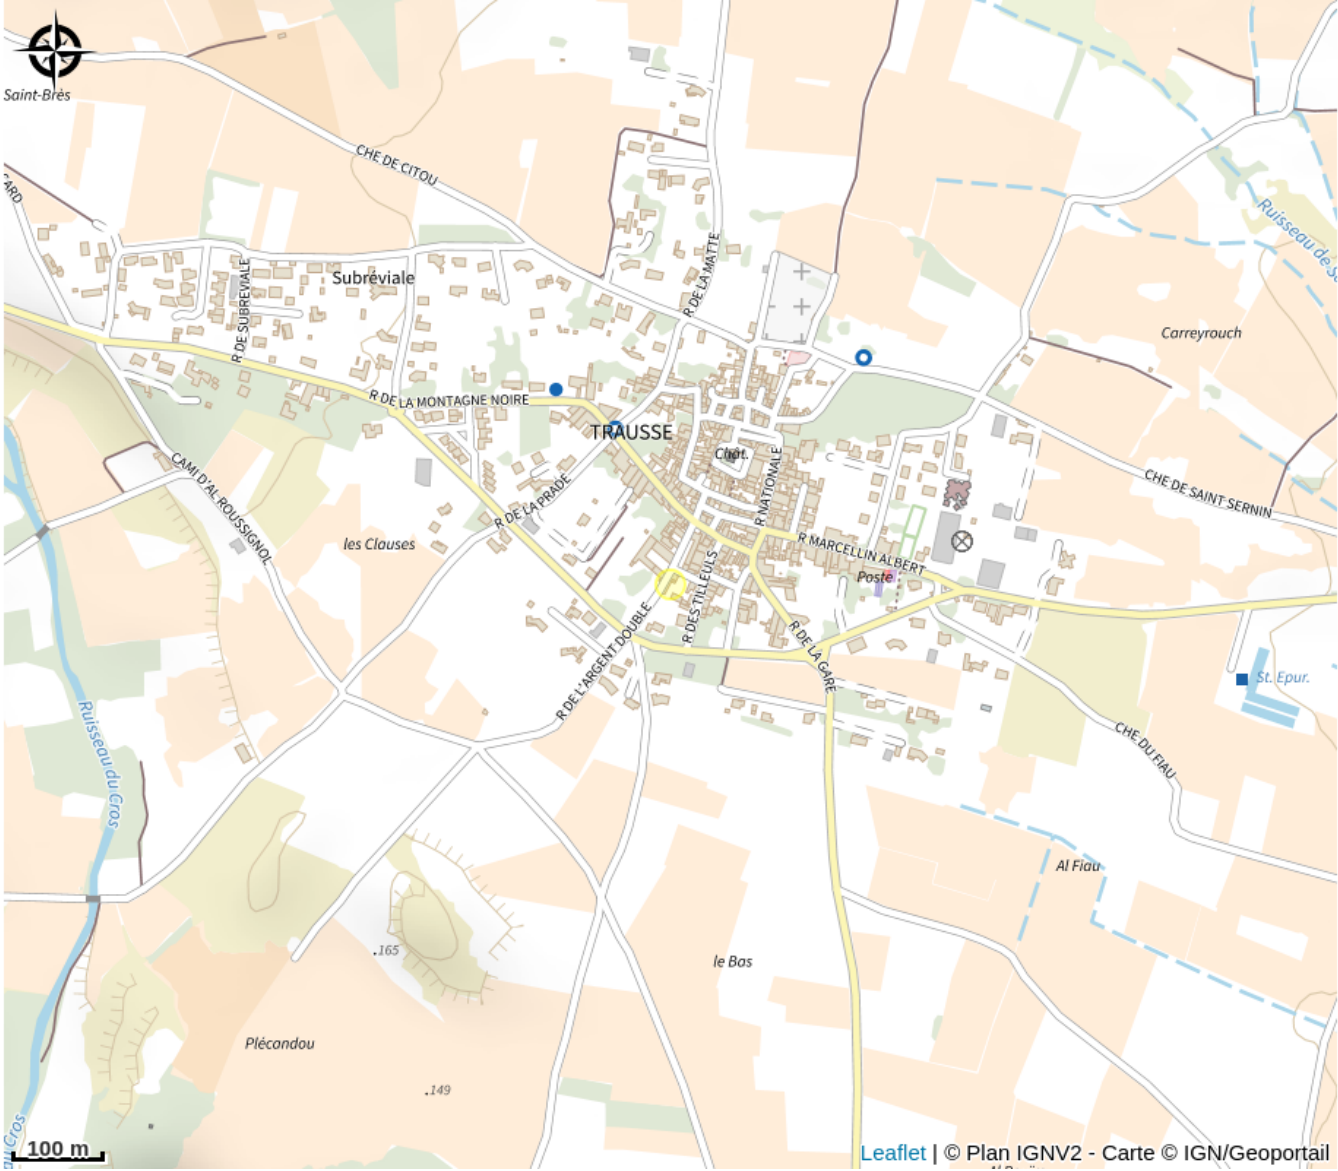 Saint-Brès
CHE DE CITOU
Ruisseau de S
R DE LA MATTE
R DE SUBREVIALE
Subréviale
Carreyrouch
R DE LA MONTAGNE NOIRE
TRAUSSE
Chât.
CAMI D'AL ROUSSIGNOL
R DE LA PRADE
R NATIONALE
CHE DE SAINT SERNIN
les Clauses
R MARCELLIN ALBERT
Poste
R DES TILLEULS
R DE L'ARGENT DOUBLE
R DE LA GARE
St. Epur.
Ruisseau du Cros
CHE DU FIAU
Al Fiau
.165
le Bas
Plécandou
.149
100 m
Leaflet | © Plan IGNV2 - Carte © IGN/Geoportail